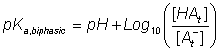 pK_{a,biphasic} = pH + Log_{10} ([HA_t] / [A_t^-])